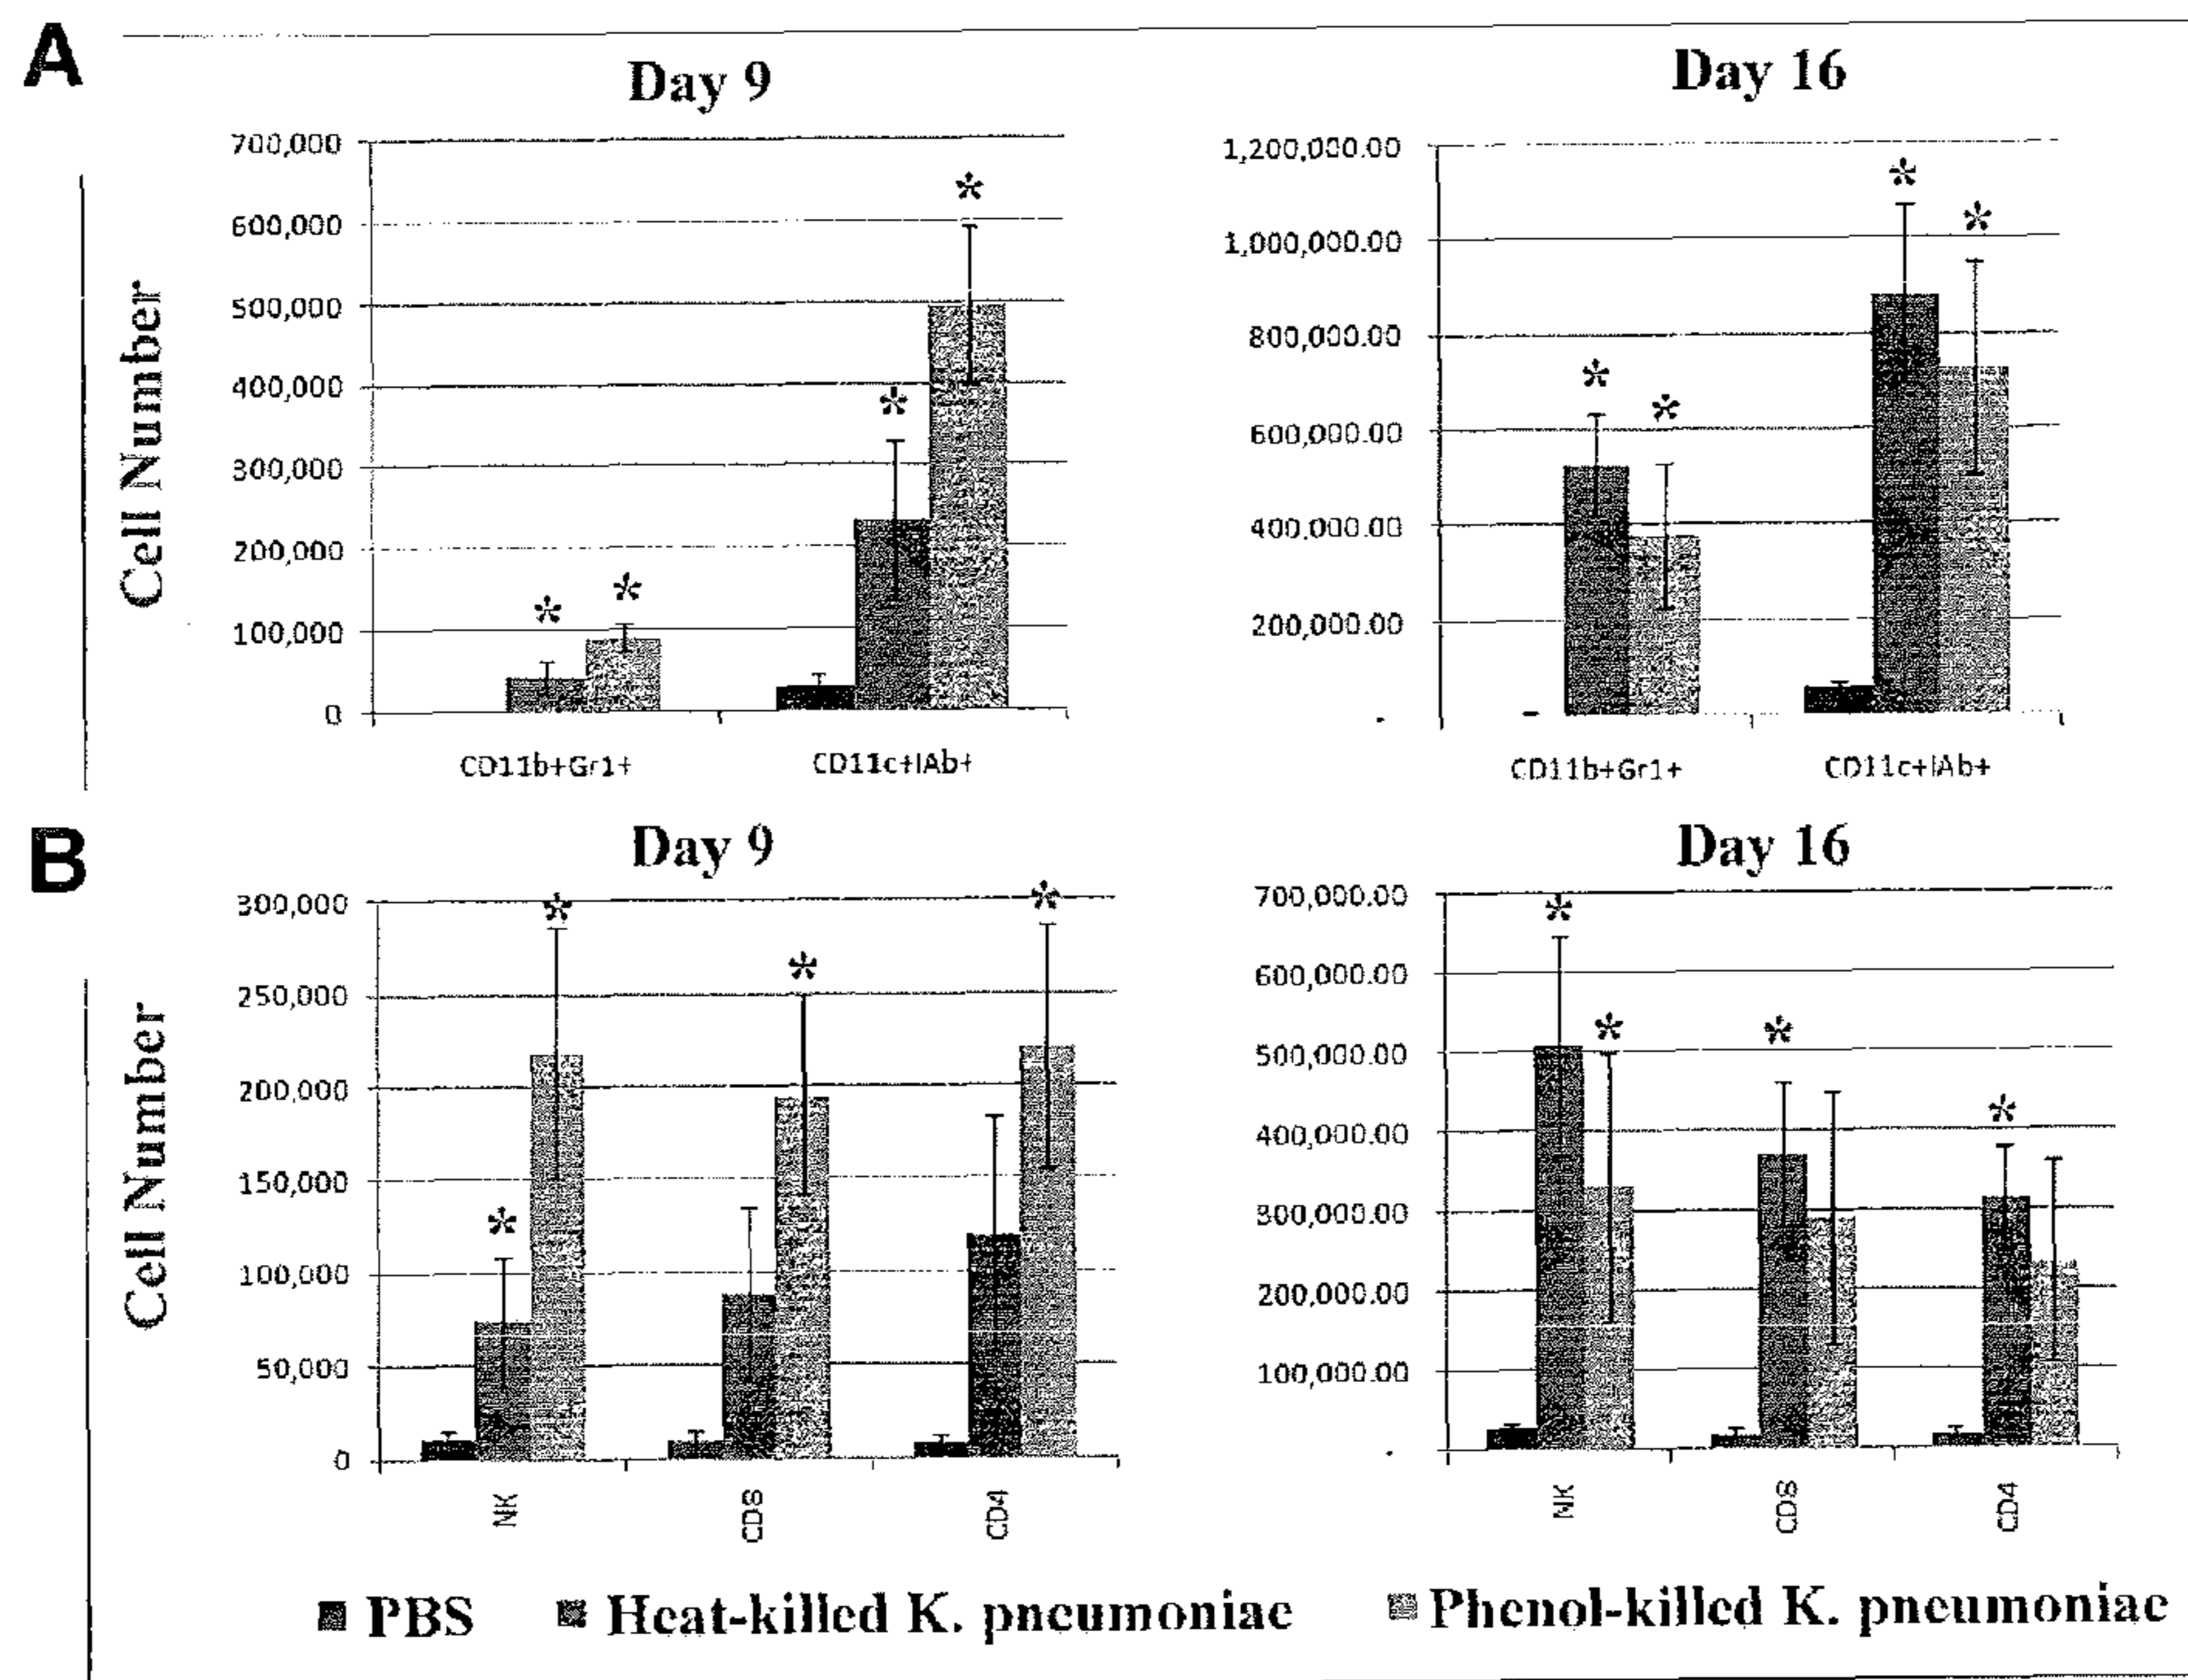 A
Day 9
Day 16
Cell Number
700,000
600,000
500,000
400,000
300,000
200,000
100,000
0
CD11b+Gr1+
CD11c+IAb+
1,200,000.00
1,000,000.00
800,000.00
600,000.00
400,000.00
200,000.00
-
CD11b+Gr1+
CD11c+IAb+
* * * *
* * * *
B
Day 9
Day 16
Cell Number
300,000
250,000
200,000
150,000
100,000
50,000
0
NK
CD8
CD4
700,000.00
600,000.00
500,000.00
400,000.00
300,000.00
200,000.00
100,000.00
-
NK
CD8
CD4
* * * *
* * * *
PBS
Heat-killed K. pneumoniae
Phenol-killed K. pneumoniae